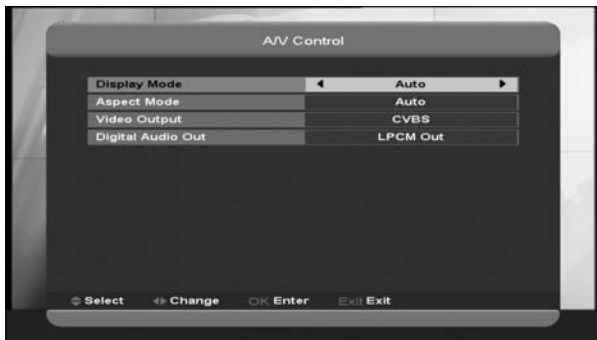 A/V Control
Display Mode Auto
Aspect Mode Auto
Video Output CVBS
Digital Audio Out LPCM Out
Select Change OK Enter Exit Exit